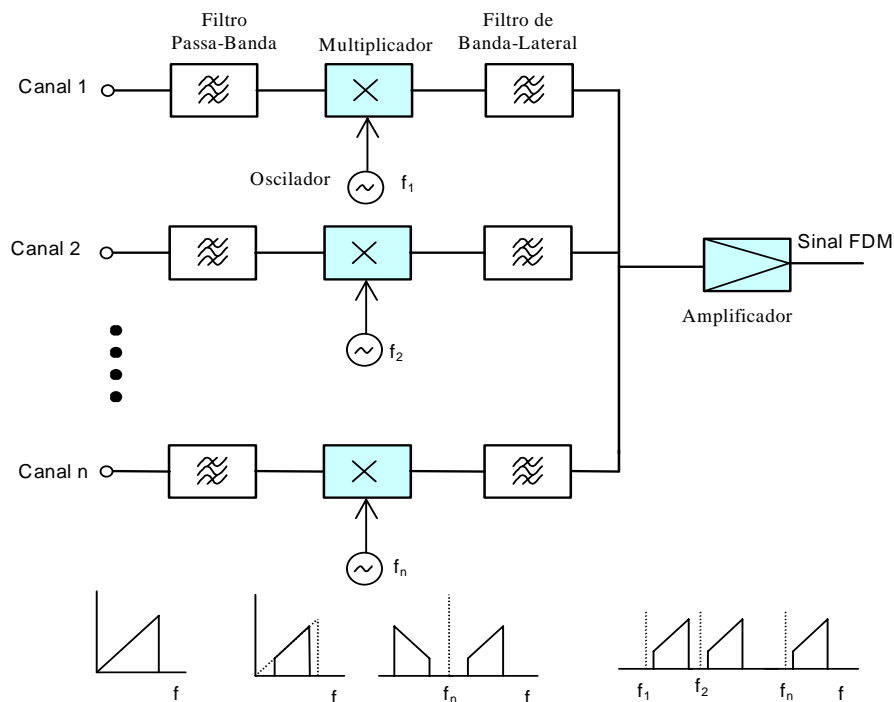 Filtro
Passa-Banda
Multiplicador
Filtro de
Banda-Lateral
Canal 1
Oscilador
f1
Canal 2
Sinal FDM
Amplificador
f2
Canal n
fn
f
f
fn
f
f1
f2
fn
f